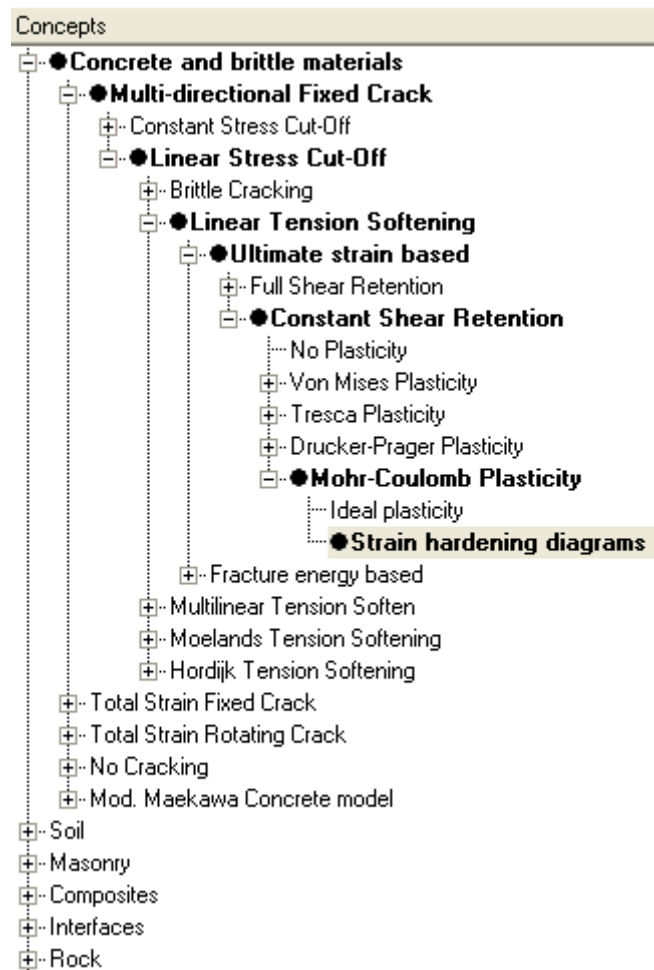 Concepts
Concrete and brittle materials
Multi-directional Fixed Crack
Constant Stress Cut-Off
Linear Stress Cut-Off
Brittle Cracking
Linear Tension Softening
Ultimate strain based
Full Shear Retention
Constant Shear Retention
No Plasticity
Von Mises Plasticity
Tresca Plasticity
Drucker-Prager Plasticity
Mohr-Coulomb Plasticity
Ideal plasticity
Strain hardening diagrams
Fracture energy based
Multilinear Tension Soften
Moelands Tension Softening
Hordijk Tension Softening
Total Strain Fixed Crack
Total Strain Rotating Crack
No Cracking
Mod. Maekawa Concrete model
Soil
Masonry
Composites
Interfaces
Rock